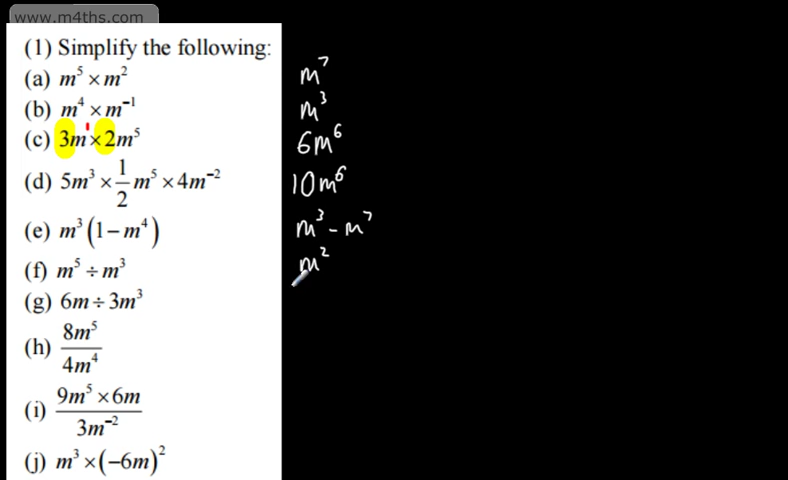 www.m4ths.com
(1) Simplify the following:
(a) m⁵ × m² m⁷
(b) m⁴ × m⁻¹ m³
(c) 3m¹ × 2m⁵ 6m⁶
(d) 5m³ × 1/2 m⁵ × 4m⁻² 10m⁶
(e) m³(1 − m⁴) m³ - m⁷
(f) m⁵ ÷ m³ m²
(g) 6m ÷ 3m³
(h) 8m⁵/4m⁴
(i) 9m⁵ × 6m/3m⁻²
(j) m³ × (−6m)²